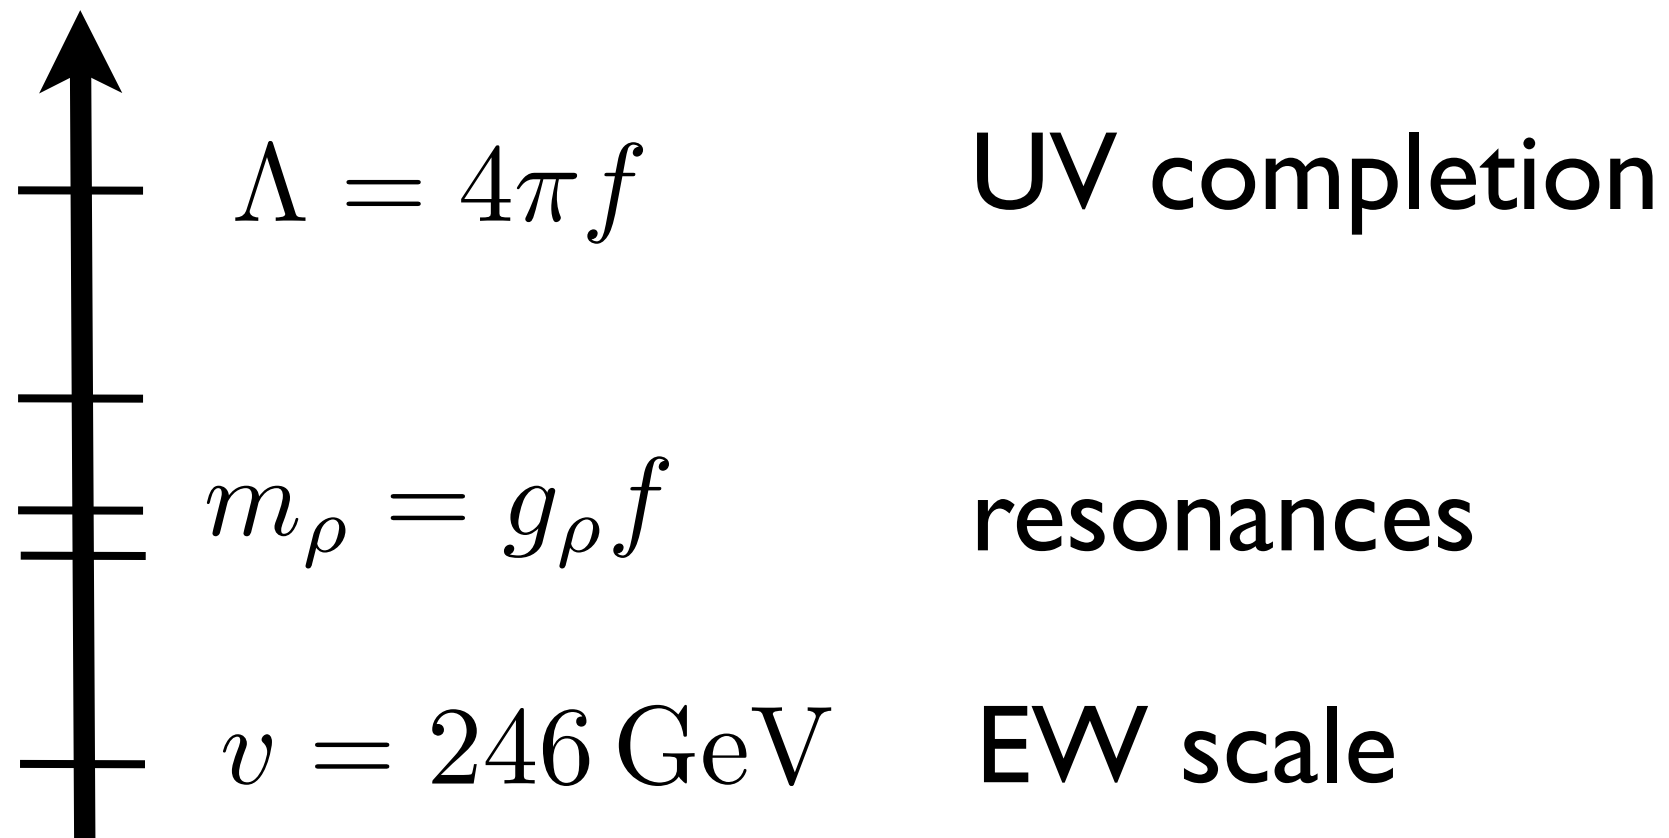 Λ = 4πf UV completion
m_ρ = g_ρ f resonances
v = 246 GeV EW scale